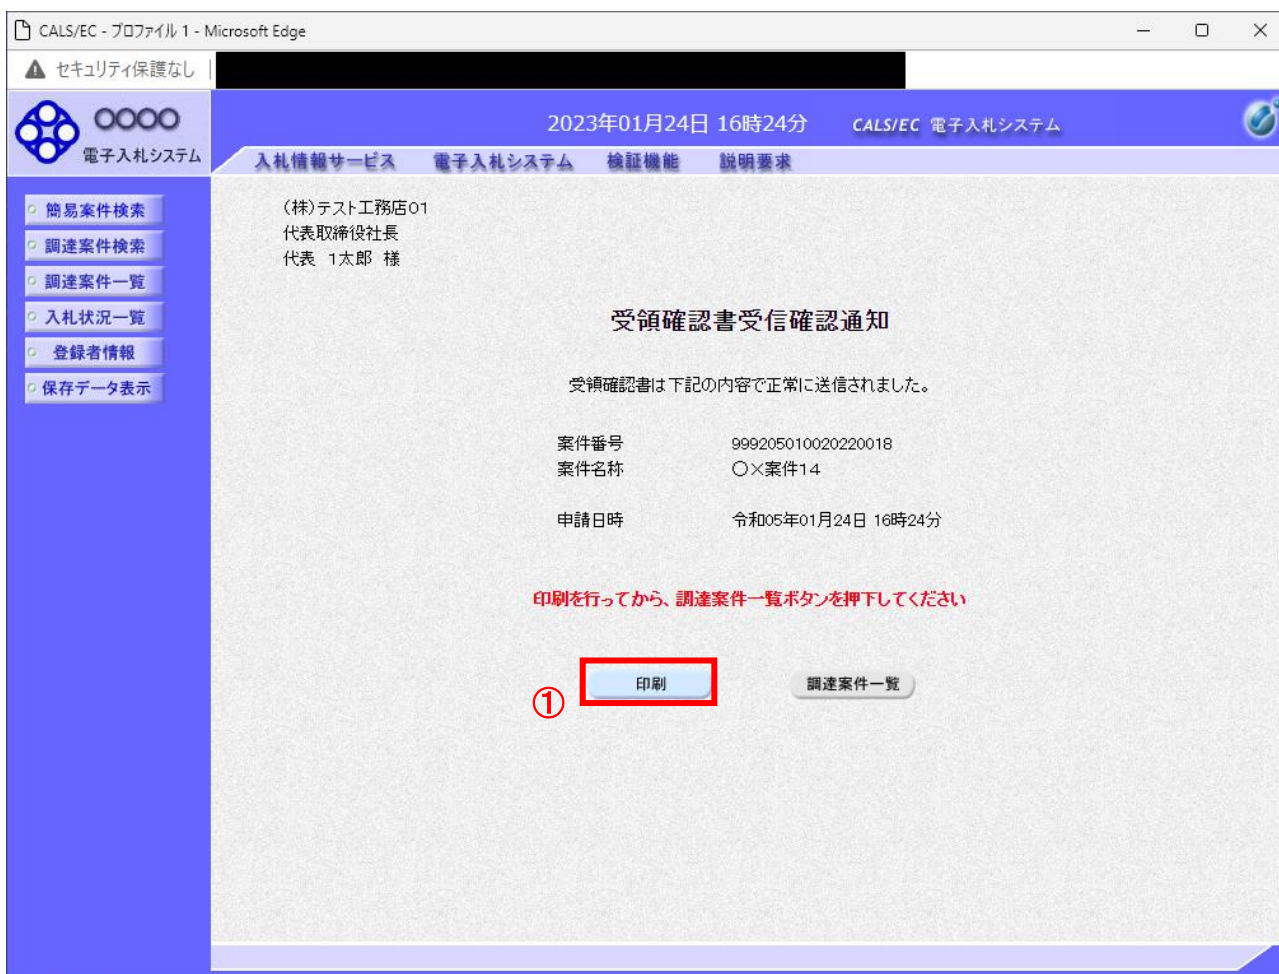 CALS/EC - プロファイル 1 - Microsoft Edge
セキュリティ保護なし
〇〇〇〇
電子入札システム
2023年01月24日 16時24分
CALS/EC 電子入札システム
入札情報サービス 電子入札システム 検証機能 説明要求
簡易案件検索
調達案件検索
調達案件一覧
入札状況一覧
登録者情報
保存データ表示
(株)テスト工務店01
代表取締役社長
代表 1太郎 様
受領確認書受信確認通知
受領確認書は下記の内容で正常に送信されました。
案件番号 999205010020220018
案件名称 〇×案件14
申請日時 令和05年01月24日 16時24分
印刷を行ってから、調達案件一覧ボタンを押下してください
① 印刷 調達案件一覧